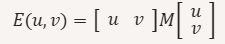 E(u,v) = [ u v ] M [ u v ]